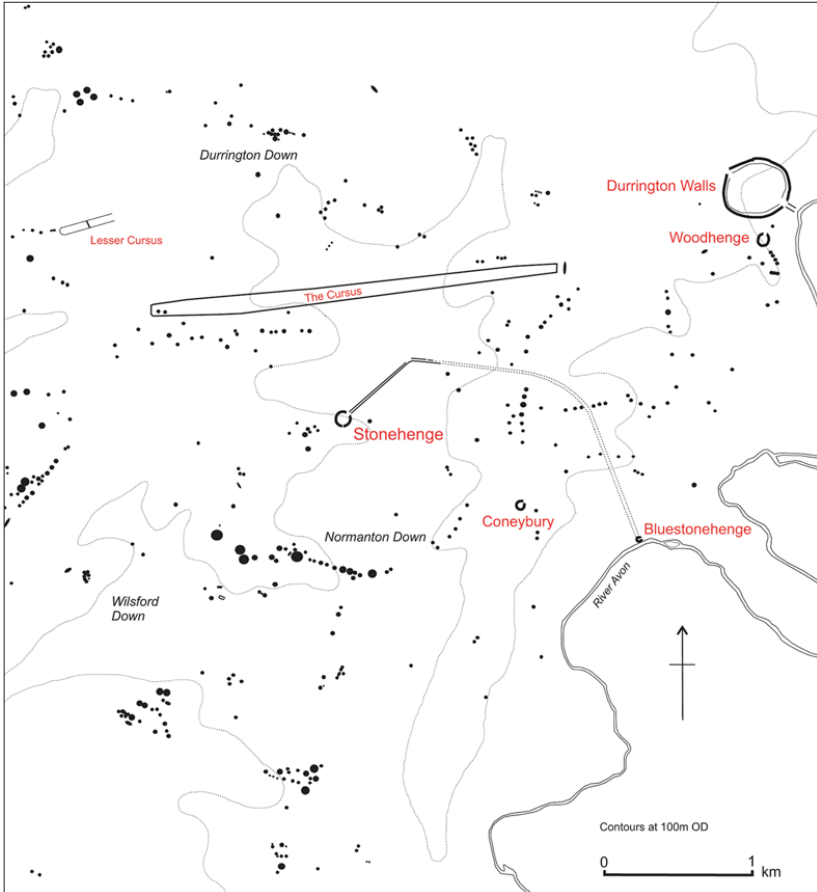 Durrington Down
Durrington Walls
Woodhenge
Lesser Cursus
The Cursus
Stonehenge
Coneybury
Normanton Down
Bluestonehenge
River Avon
Wilsford
Down
Contours at 100m OD
0
1
km